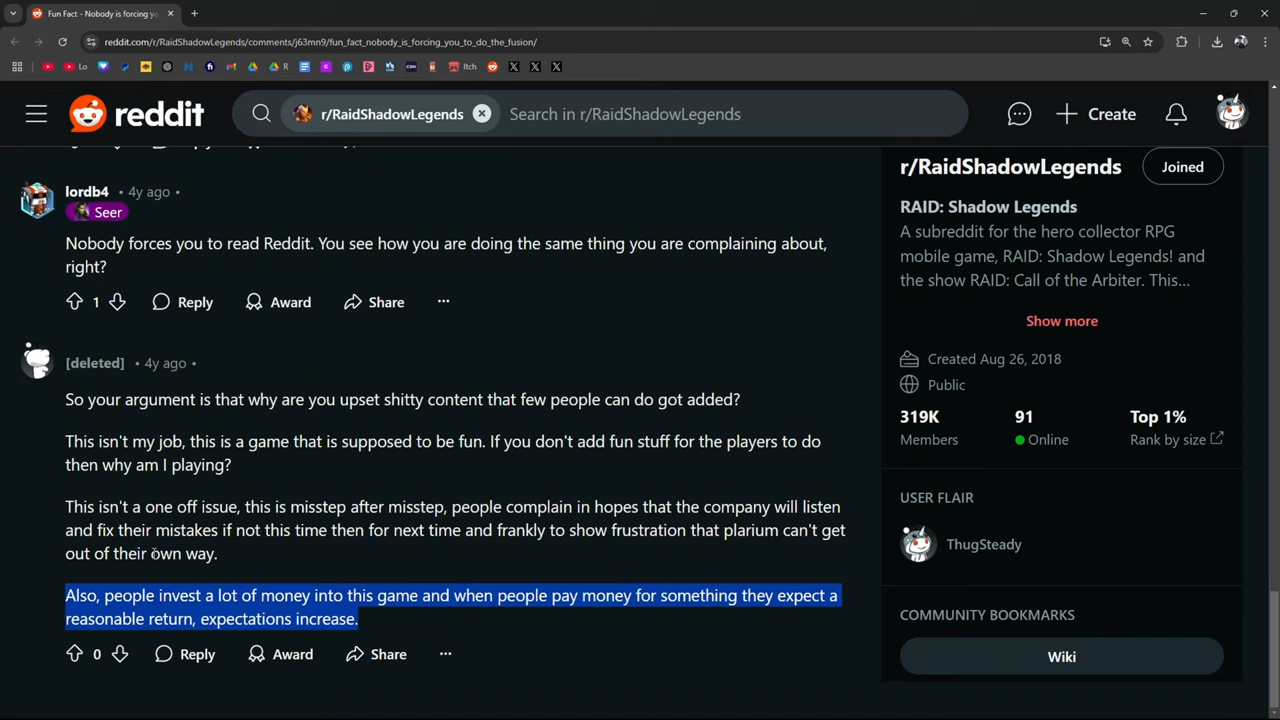 Fun Fact - Nobody is forcing yo
reddit.com/r/RaidShadowLegends/comments/j63mn9/fun_fact_nobody_is_forcing_you_to_do_the_fusion/
Lo
R
Itch
reddit
r/RaidShadowLegends
Search in r/RaidShadowLegends
Create
lordb4 • 4y ago •
Seer
Nobody forces you to read Reddit. You see how you are doing the same thing you are complaining about,
right?
1
Reply
Award
Share
[deleted] • 4y ago •
So your argument is that why are you upset shitty content that few people can do got added?
This isn't my job, this is a game that is supposed to be fun. If you don't add fun stuff for the players to do
then why am I playing?
This isn't a one off issue, this is misstep after misstep, people complain in hopes that the company will listen
and fix their mistakes if not this time then for next time and frankly to show frustration that plarium can't get
out of their own way.
Also, people invest a lot of money into this game and when people pay money for something they expect a
reasonable return, expectations increase.
0
Reply
Award
Share
r/RaidShadowLegends
Joined
RAID: Shadow Legends
A subreddit for the hero collector RPG
mobile game, RAID: Shadow Legends! and
the show RAID: Call of the Arbiter. This...
Show more
Created Aug 26, 2018
Public
319K
91
Top 1%
Members
Online
Rank by size
USER FLAIR
ThugSteady
COMMUNITY BOOKMARKS
Wiki